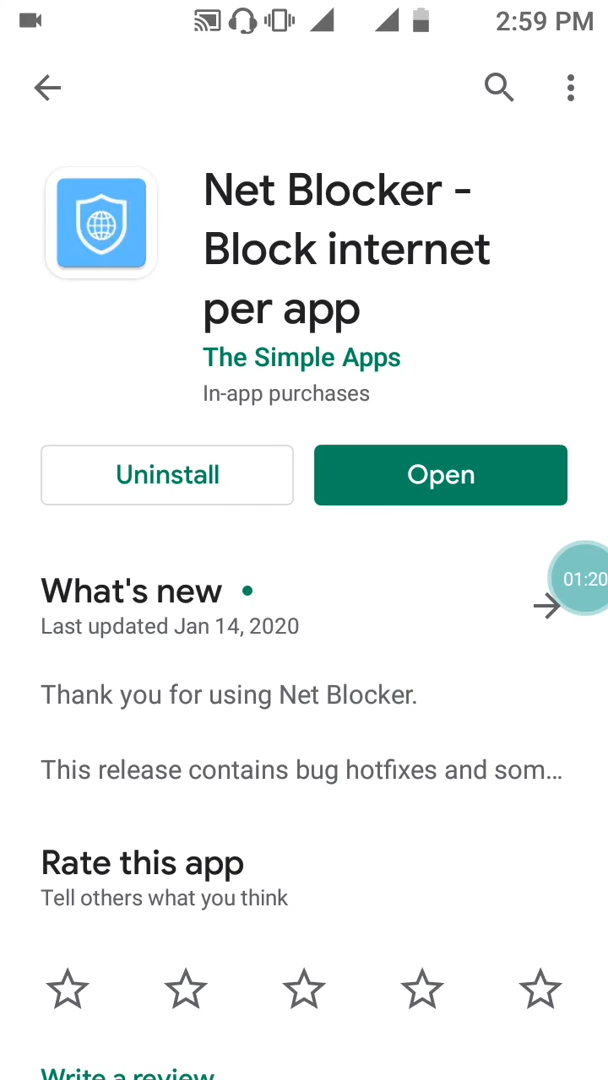 2:59 PM
Net Blocker -
Block internet
per app
The Simple Apps
In-app purchases
Uninstall
Open
What's new
01:20
Last updated Jan 14, 2020
Thank you for using Net Blocker.
This release contains bug hotfixes and som...
Rate this app
Tell others what you think
Write a review